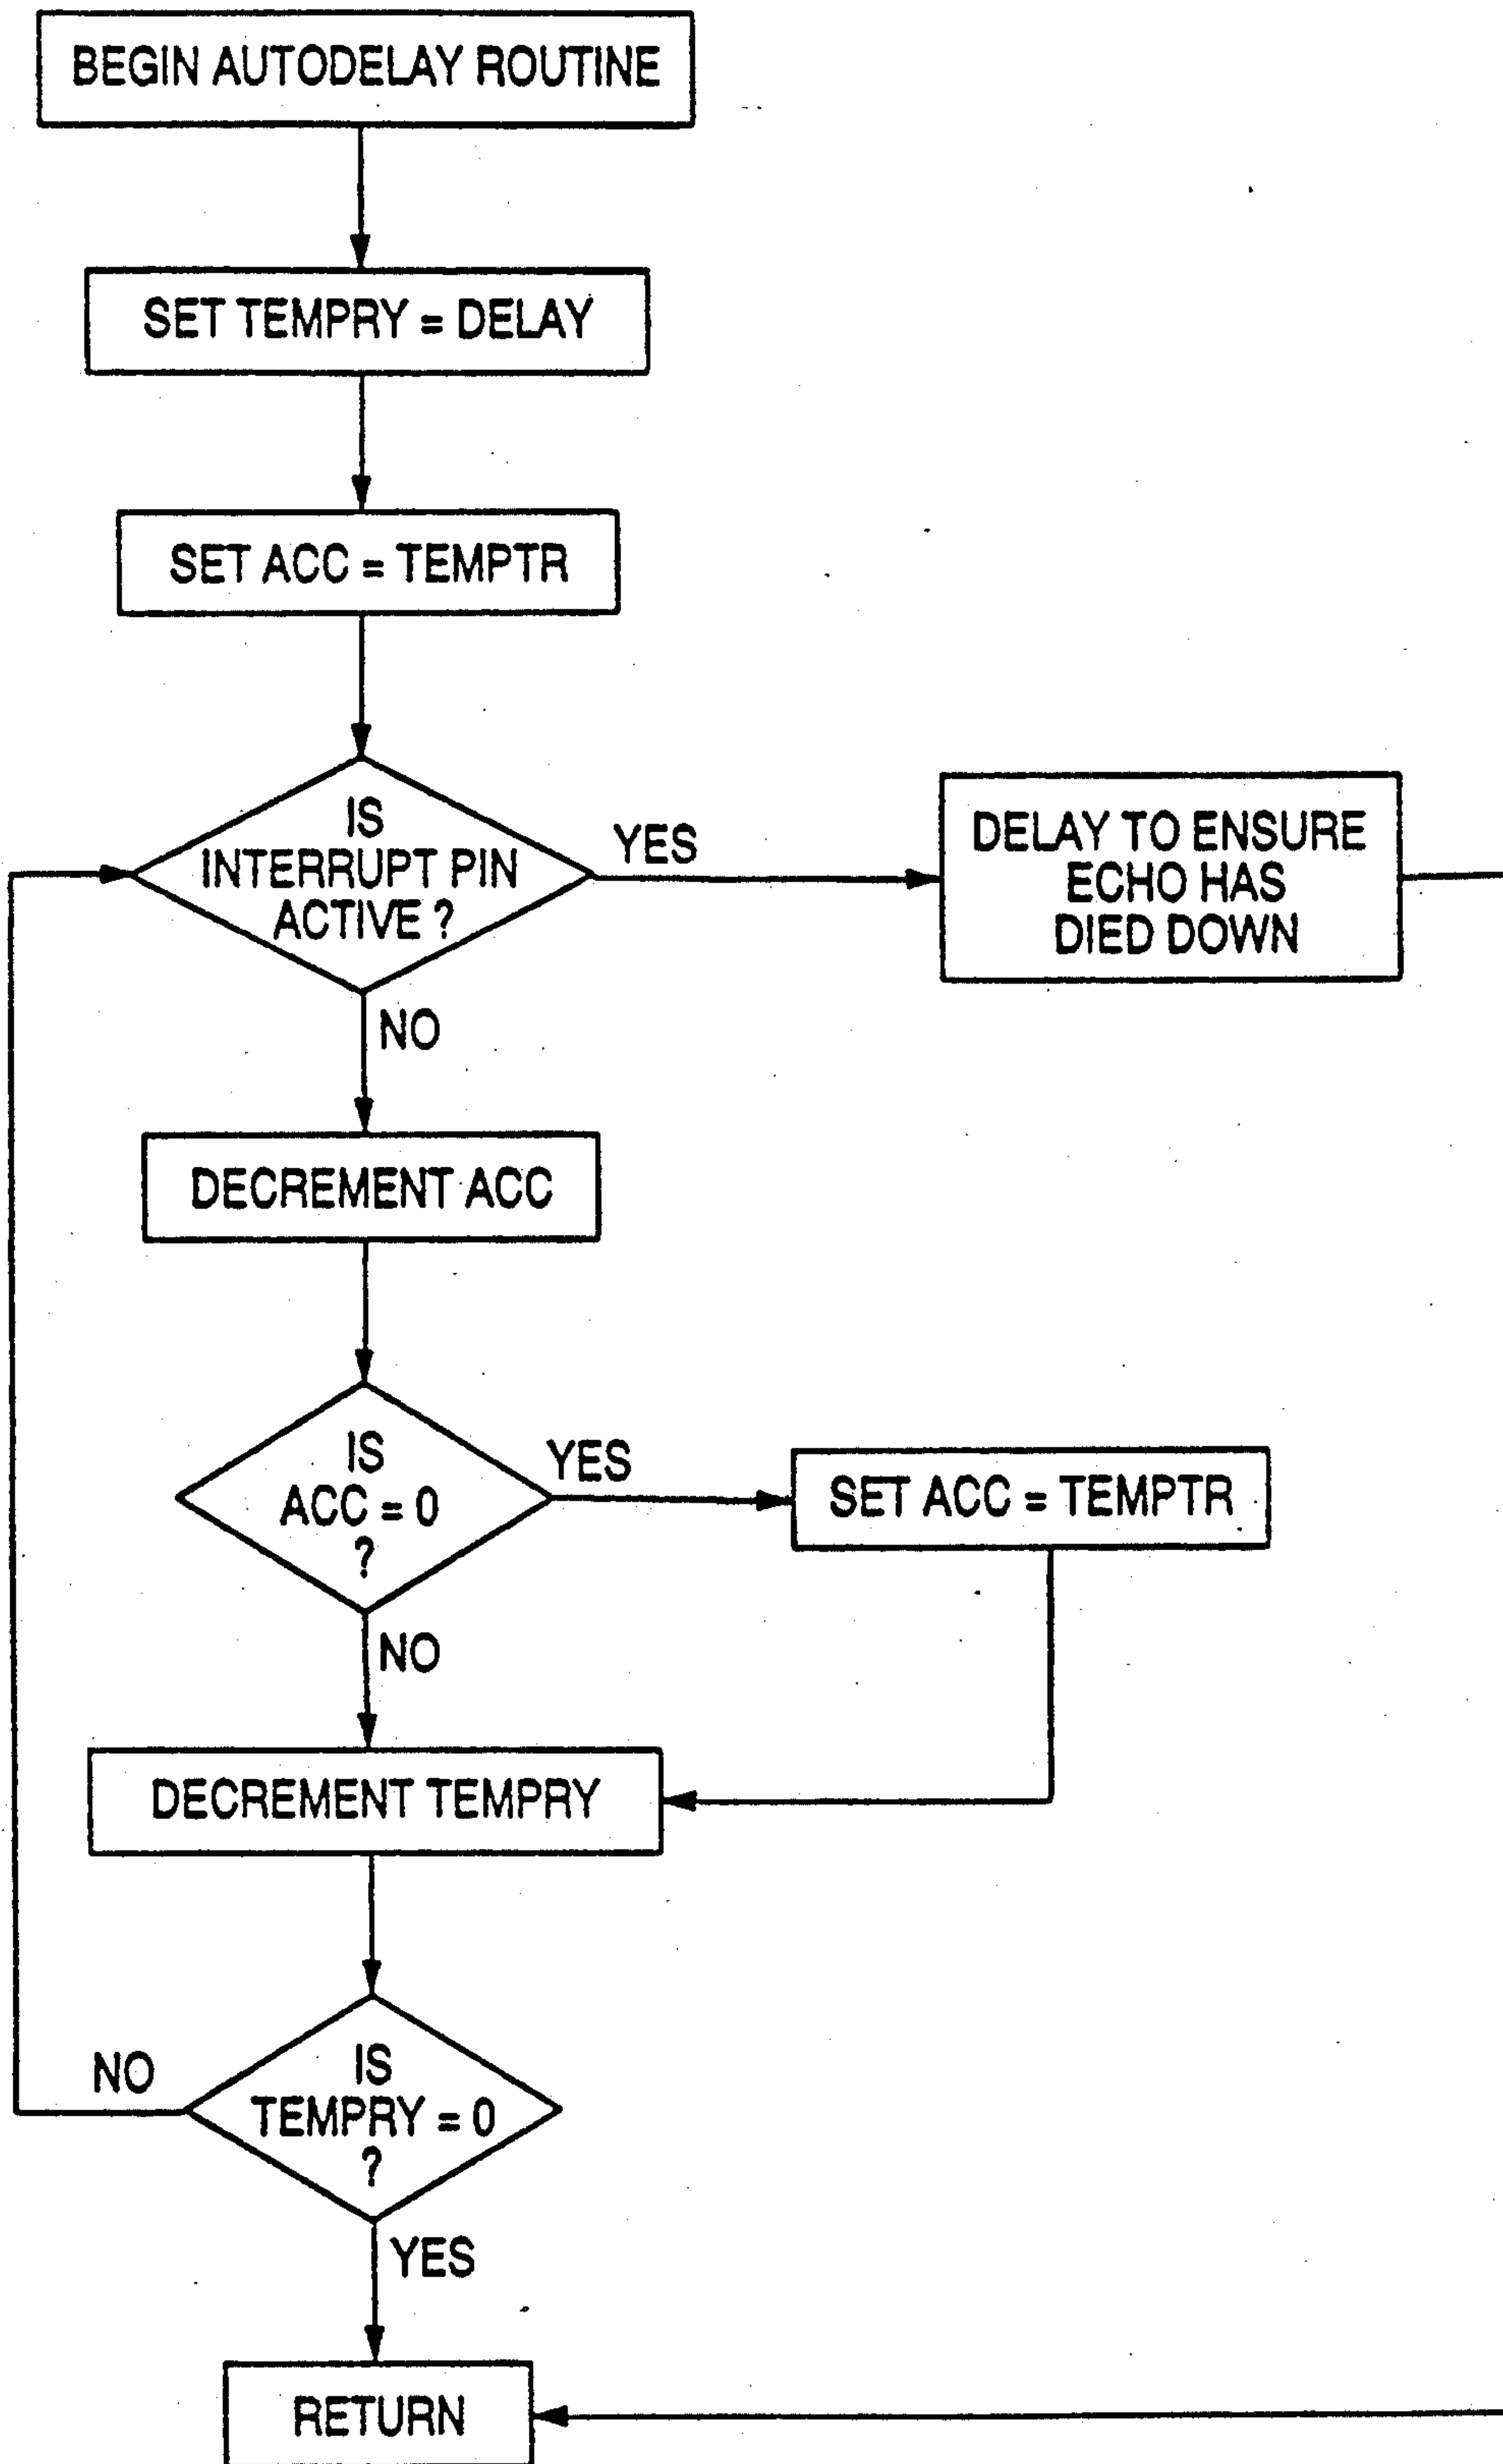 BEGIN AUTODELAY ROUTINE
SET TEMPRY = DELAY
SET ACC = TEMPTR
IS
INTERRUPT PIN
ACTIVE ?
YES
DELAY TO ENSURE
ECHO HAS
DIED DOWN
NO
DECREMENT ACC
IS
ACC = 0
?
YES
SET ACC = TEMPTR
NO
DECREMENT TEMPRY
NO
IS
TEMPRY = 0
?
YES
RETURN